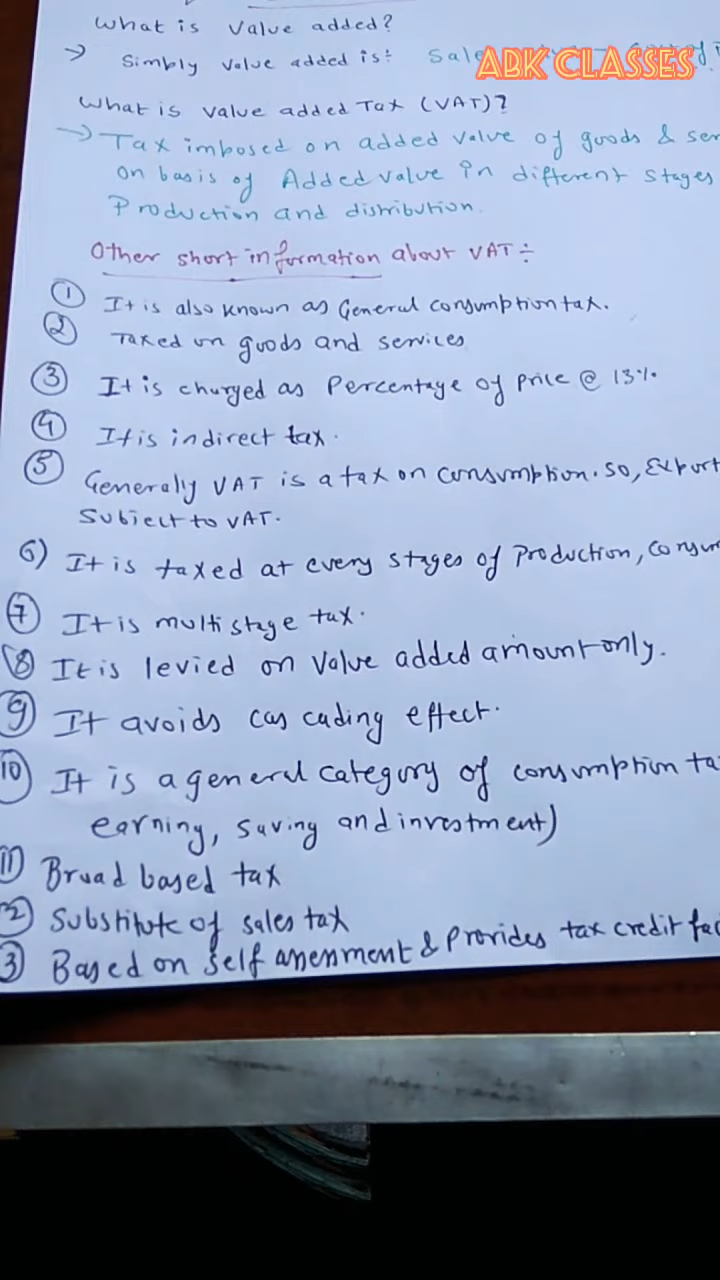 What is Value added?
→ Simply value added is÷ Sale
ABK CLASSES
What is value added Tax (VAT)?
→ Tax imposed on added value of goods & ser
on basis of Added value in different stages
Production and distribution.
Other short information about VAT÷
① It is also known as General consumption tax.
② Taxed on goods and services
③ It is charged as Percentage of price @ 13%
④ It is indirect tax.
⑤ Generally VAT is a tax on consumption. So, Export
Subject to VAT.
6) It is taxed at every stages of Production, consum
⑦ It is multistage tax.
⑧ It is levied on value added amount only.
⑨ It avoids cascading effect.
⑩ It is a general category of consumption ta
earning, saving and investment)
⑪ Broad based tax
2) Substitute of sales tax
3) Based on self assessment & Provides tax credit fac